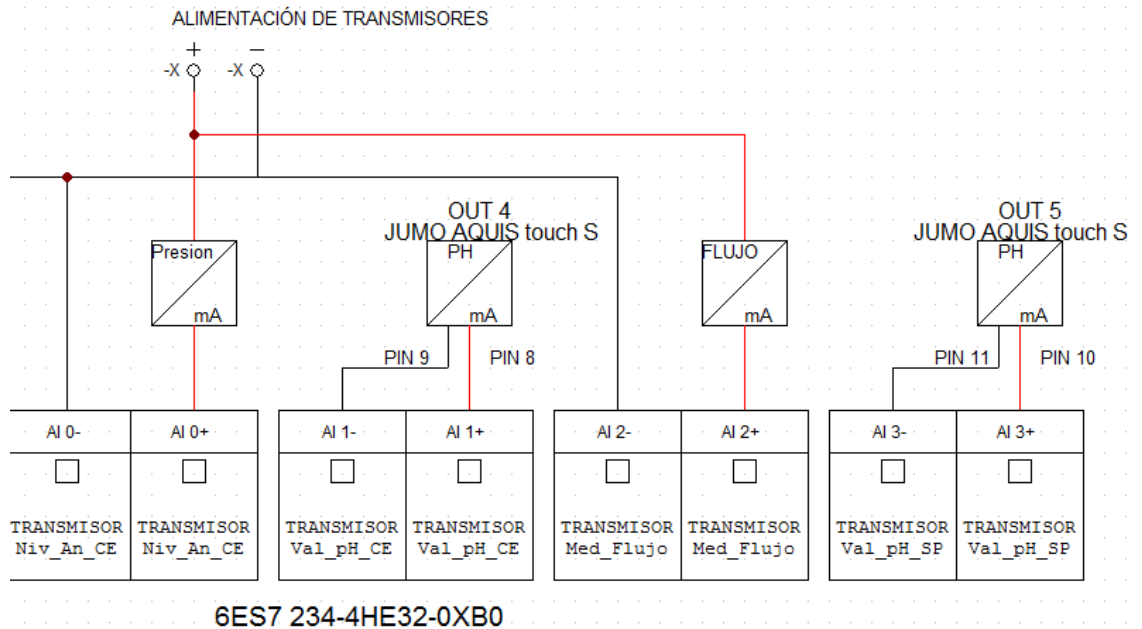 ALIMENTACIÓN DE TRANSMISORES
+ −
-X -X
OUT 4 OUT 5
JUMO AQUIS touch S JUMO AQUIS touch S
Presion PH FLUJO PH
mA mA mA mA
PIN 9 PIN 8 PIN 11 PIN 10
AI 0- AI 0+ AI 1- AI 1+ AI 2- AI 2+ AI 3- AI 3+
TRANSMISOR TRANSMISOR TRANSMISOR TRANSMISOR TRANSMISOR TRANSMISOR TRANSMISOR TRANSMISOR
Niv_An_CE Niv_An_CE Val_pH_CE Val_pH_CE Med_Flujo Med_Flujo Val_pH_SP Val_pH_SP
6ES7 234-4HE32-0XB0